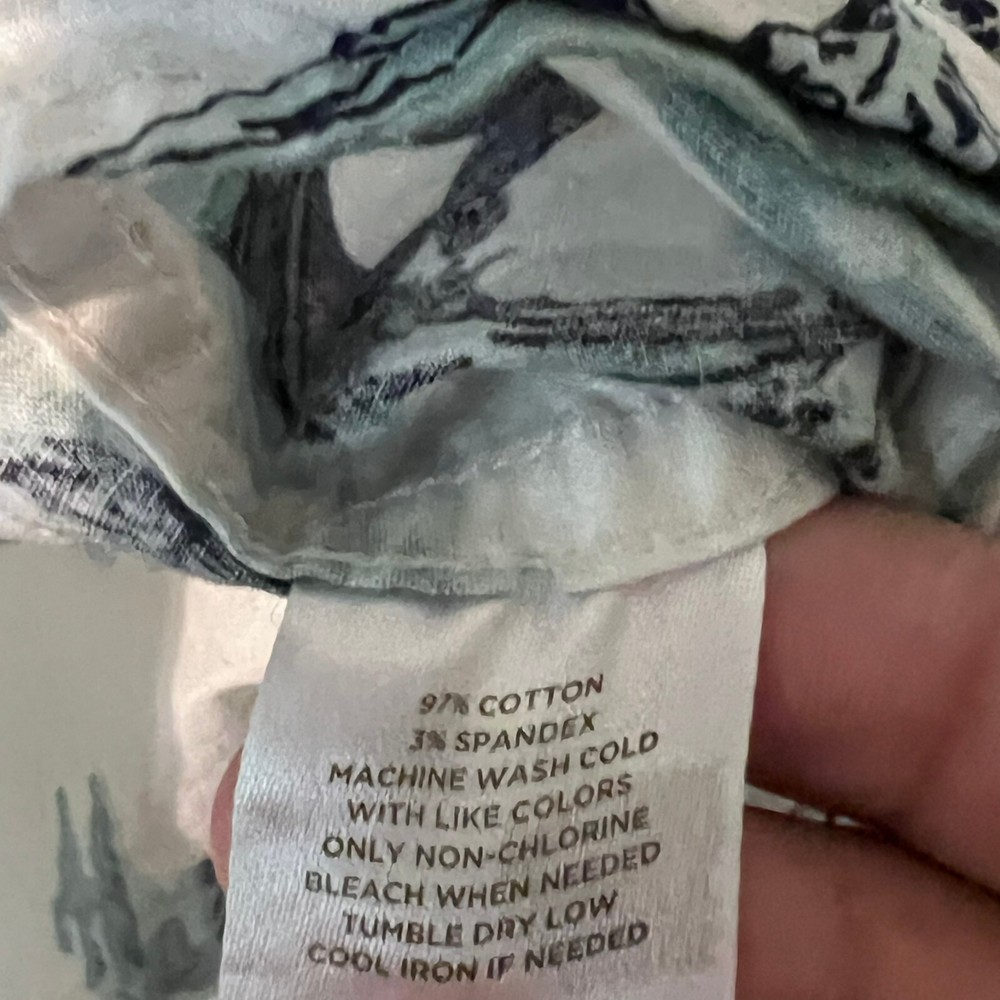 97% COTTON
3% SPANDEX
MACHINE WASH COLD
WITH LIKE COLORS
ONLY NON-CHLORINE
BLEACH WHEN NEEDED
TUMBLE DRY LOW
COOL IRON IF NEEDED